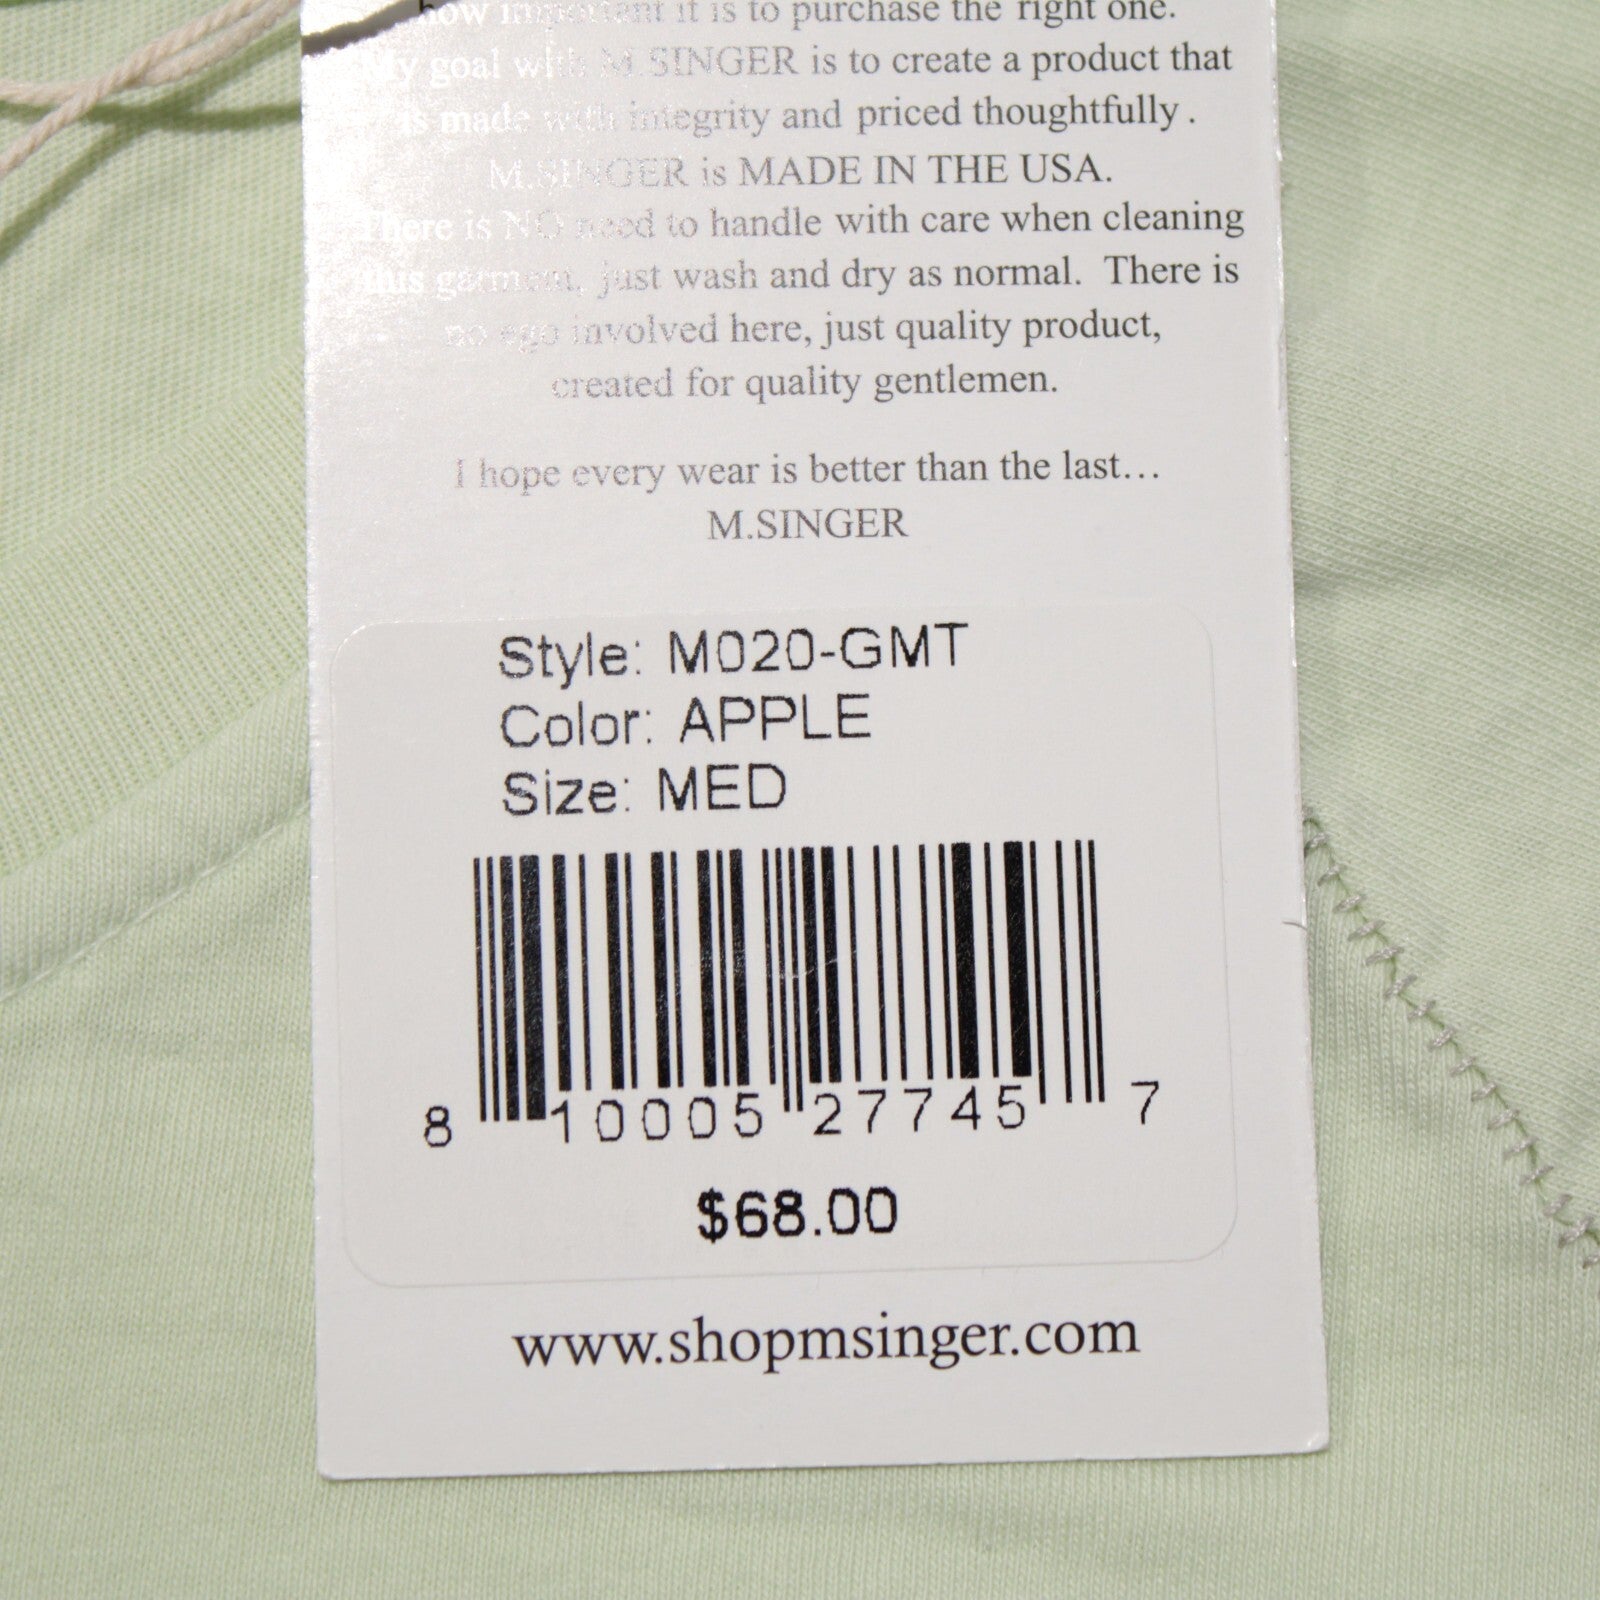 how important it is to purchase the right one.
My goal with M.SINGER is to create a product that
is made with integrity and priced thoughtfully .
M.SINGER is MADE IN THE USA.
There is NO need to handle with care when cleaning
this garment, just wash and dry as normal. There is
no ego involved here, just quality product,
created for quality gentlemen.
I hope every wear is better than the last…
M.SINGER
Style: M020-GMT
Color: APPLE
Size: MED
8 10005 27745 7
$68.00
www.shopmsinger.com